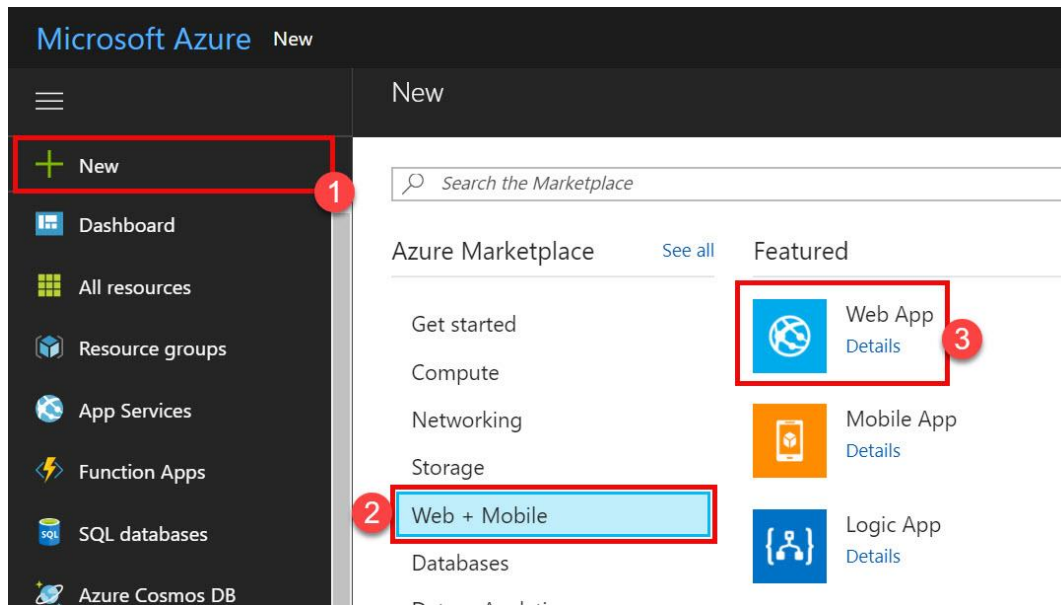 Microsoft Azure New
New
New
1
Dashboard
All resources
Resource groups
App Services
Function Apps
SQL
SQL databases
Azure Cosmos DB
Search the Marketplace
Azure Marketplace See all
Get started
Compute
Networking
Storage
2
Web + Mobile
Databases
Featured
Web App
Details
3
Mobile App
Details
Logic App
Details